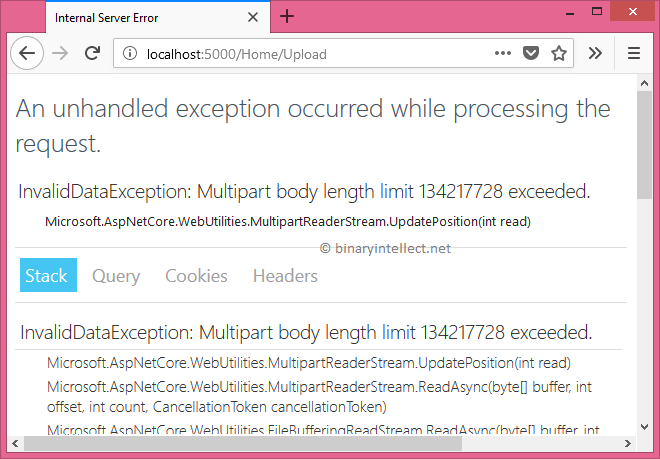 Internal Server Error
localhost:5000/Home/Upload
An unhandled exception occurred while processing the
request.
InvalidDataException: Multipart body length limit 134217728 exceeded.
Microsoft.AspNetCore.WebUtilities.MultipartReaderStream.UpdatePosition(int read)
© binaryintellect.net
Stack Query Cookies Headers
InvalidDataException: Multipart body length limit 134217728 exceeded.
Microsoft.AspNetCore.WebUtilities.MultipartReaderStream.UpdatePosition(int read)
Microsoft.AspNetCore.WebUtilities.MultipartReaderStream.ReadAsync(byte[] buffer, int
offset, int count, CancellationToken cancellationToken)
Microsoft.AspNetCore.WebUtilities.FileBufferingReadStream.ReadAsync(byte[] buffer, int